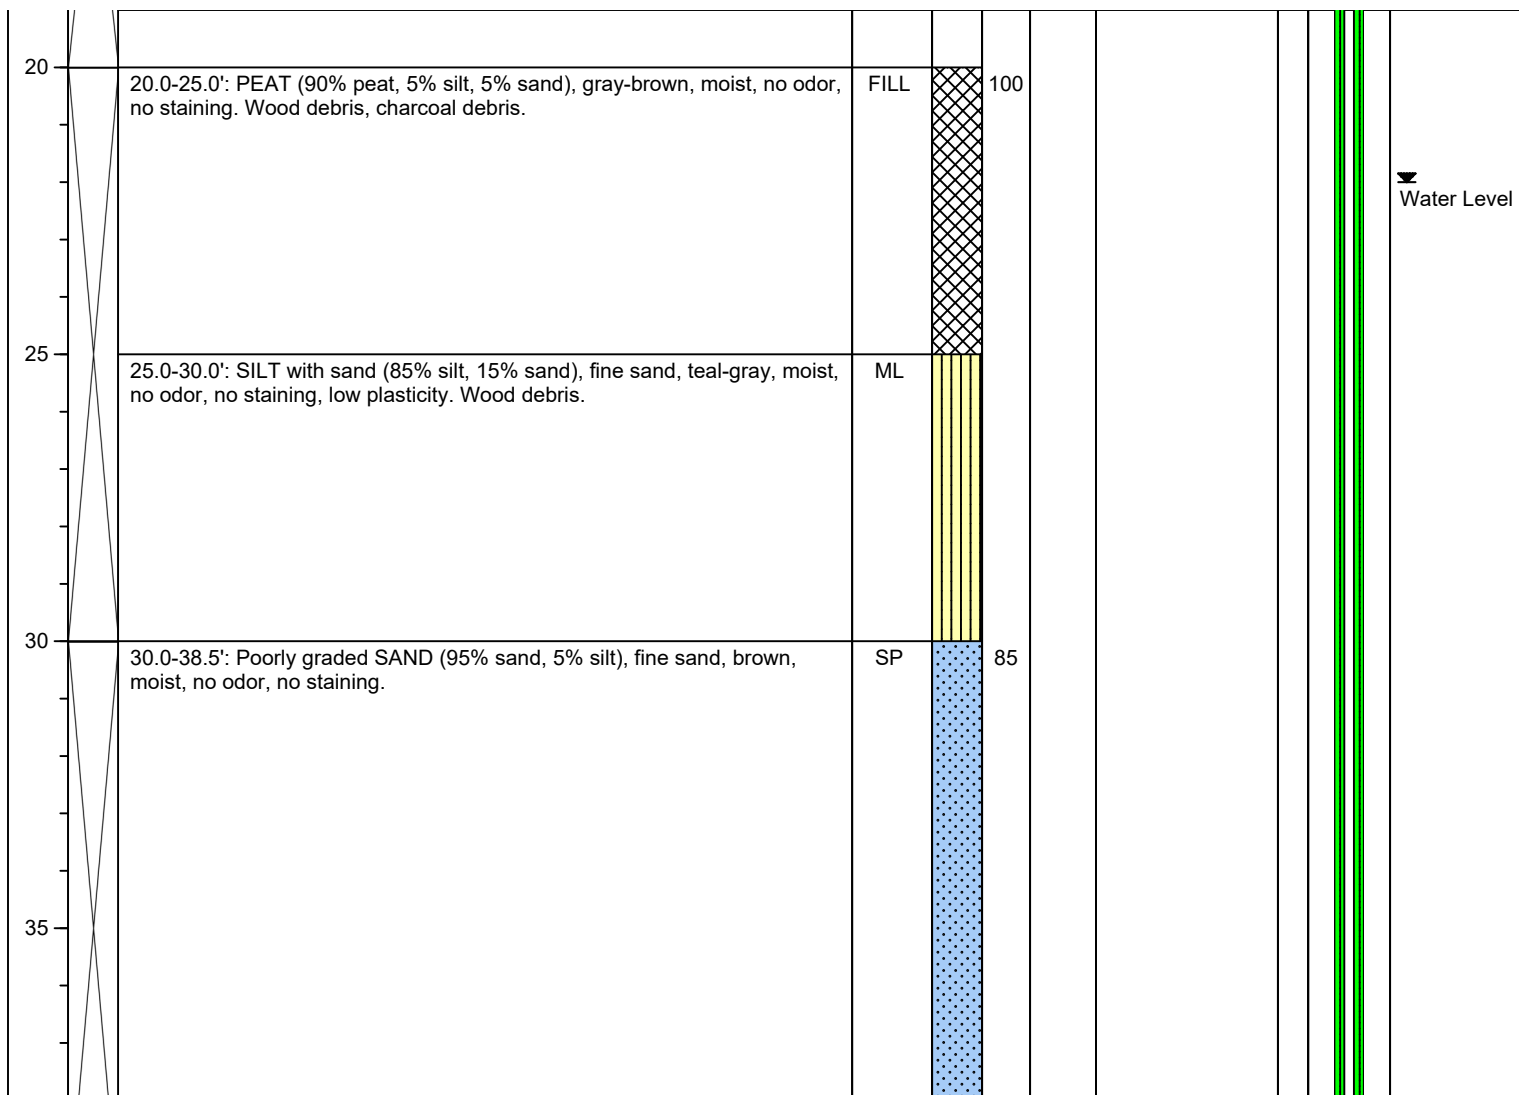 20
20.0-25.0': PEAT (90% peat, 5% silt, 5% sand), gray-brown, moist, no odor, FILL 100
no staining. Wood debris, charcoal debris.
Water Level
25
25.0-30.0': SILT with sand (85% silt, 15% sand), fine sand, teal-gray, moist, ML
no odor, no staining, low plasticity. Wood debris.
30
30.0-38.5': Poorly graded SAND (95% sand, 5% silt), fine sand, brown, SP 85
moist, no odor, no staining.
35